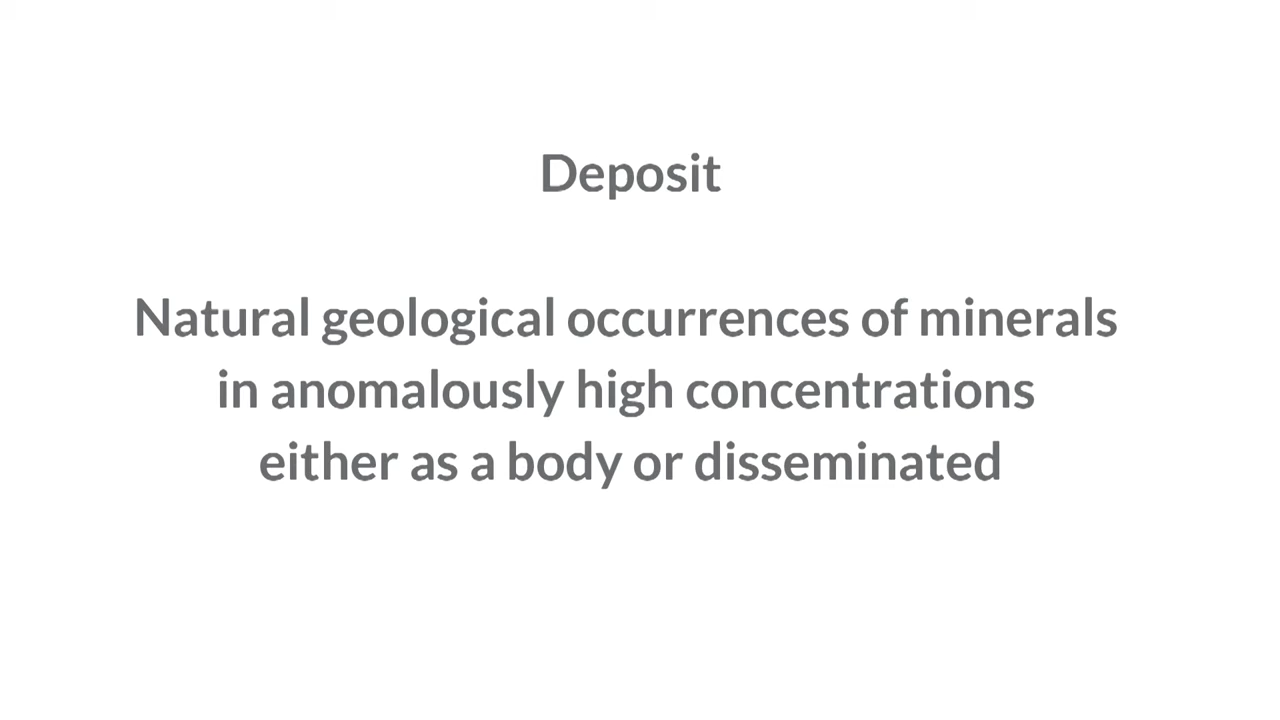 Deposit
Natural geological occurrences of minerals
in anomalously high concentrations
either as a body or disseminated